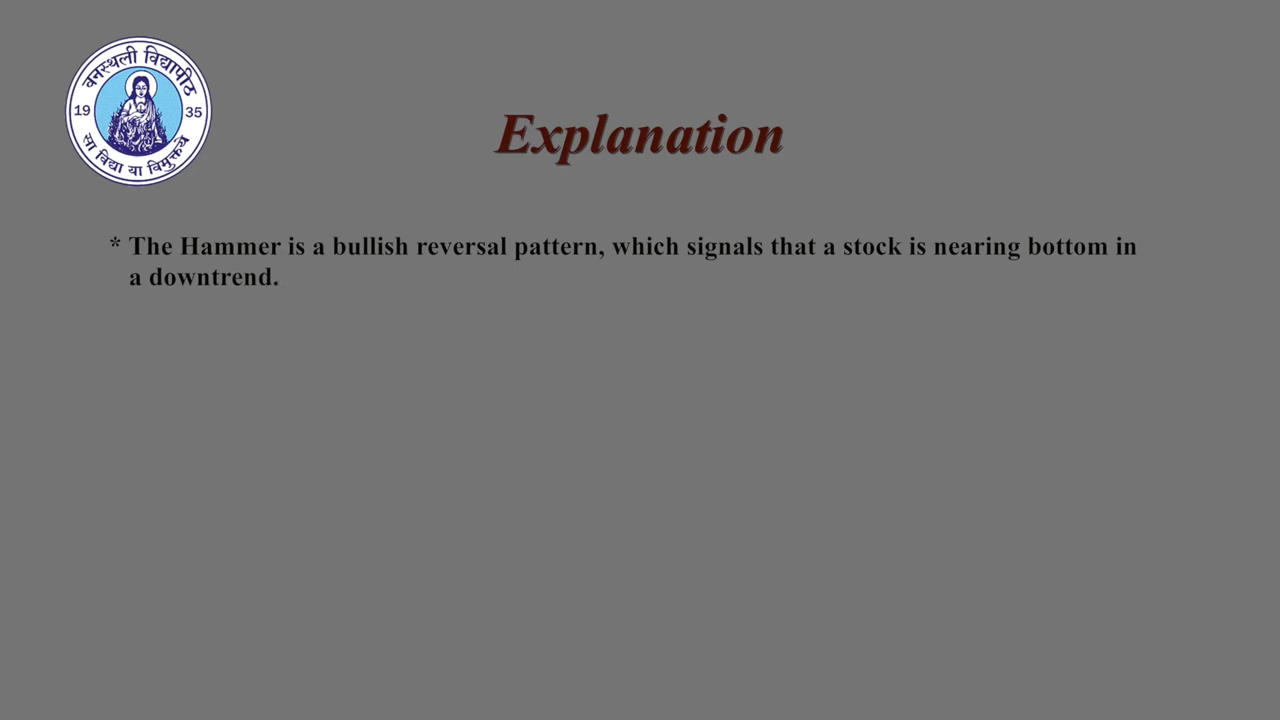 वनस्थली विद्यापीठ
19 35
सा विद्या या विमुक्तये
Explanation
* The Hammer is a bullish reversal pattern, which signals that a stock is nearing bottom in
a downtrend.